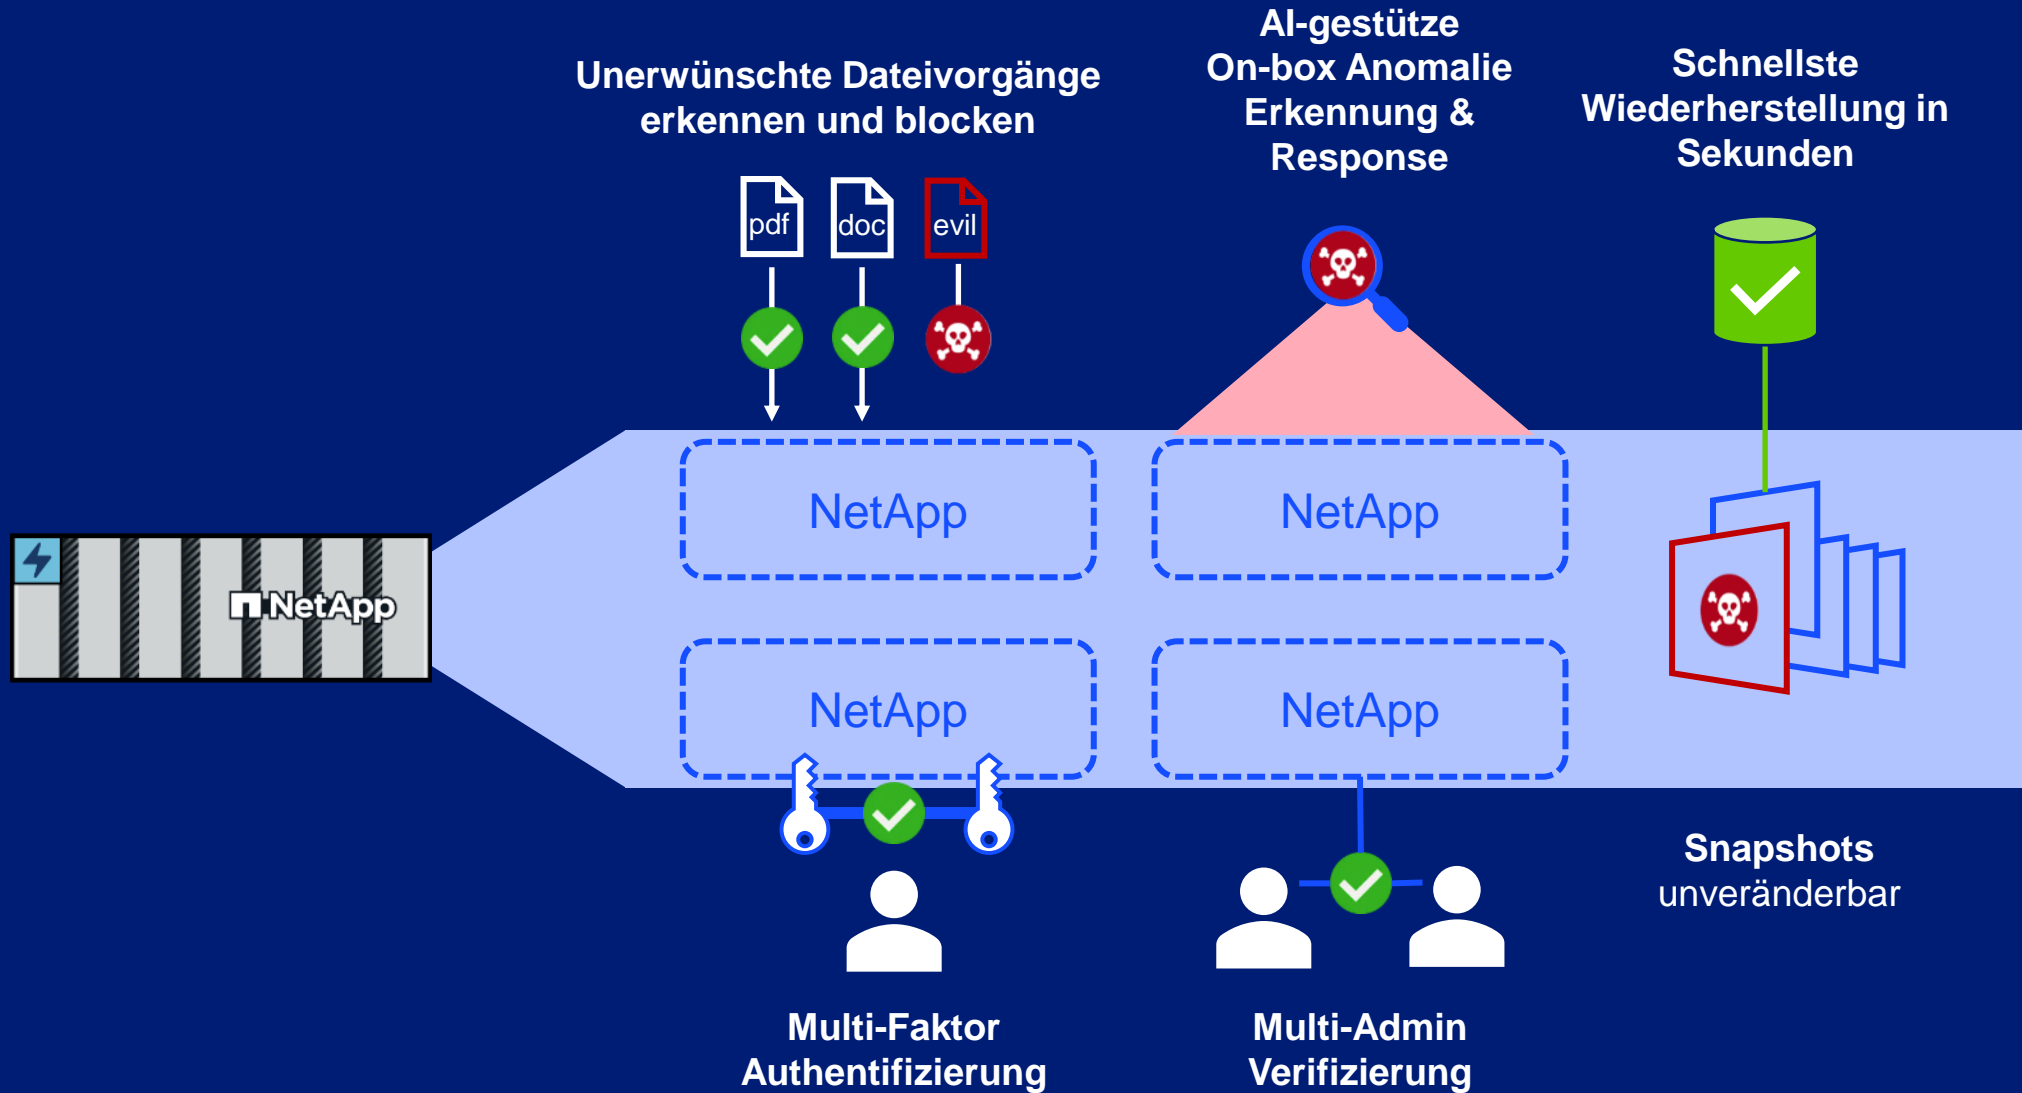 Unerwünschte Dateivorgänge
erkennen und blocken
AI-gestütze
On-box Anomalie
Erkennung &
Response
Schnellste
Wiederherstellung in
Sekunden
pdf
doc
evil
NetApp
NetApp
NetApp
NetApp
NetApp
Multi-Faktor
Authentifizierung
Multi-Admin
Verifizierung
Snapshots
unveränderbar